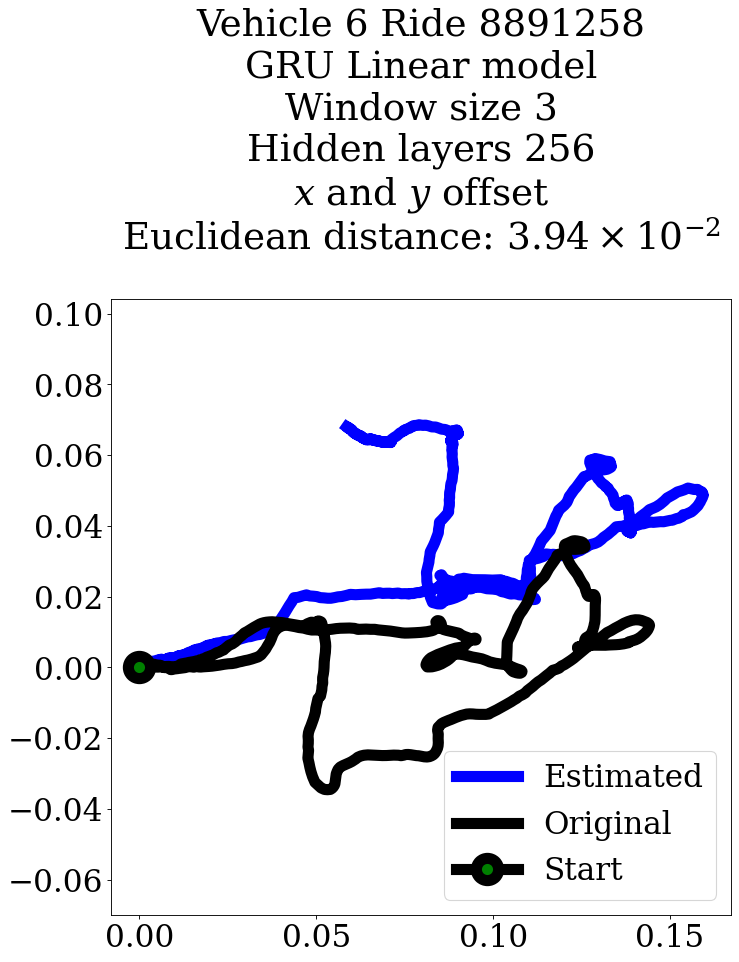 Vehicle 6 Ride 8891258
GRU Linear model
Window size 3
Hidden layers 256
x and y offset
Euclidean distance: 3.94 × 10⁻²
0.10
0.08
0.06
0.04
0.02
0.00
−0.02
−0.04
−0.06
Estimated
Original
Start
0.00 0.05 0.10 0.15